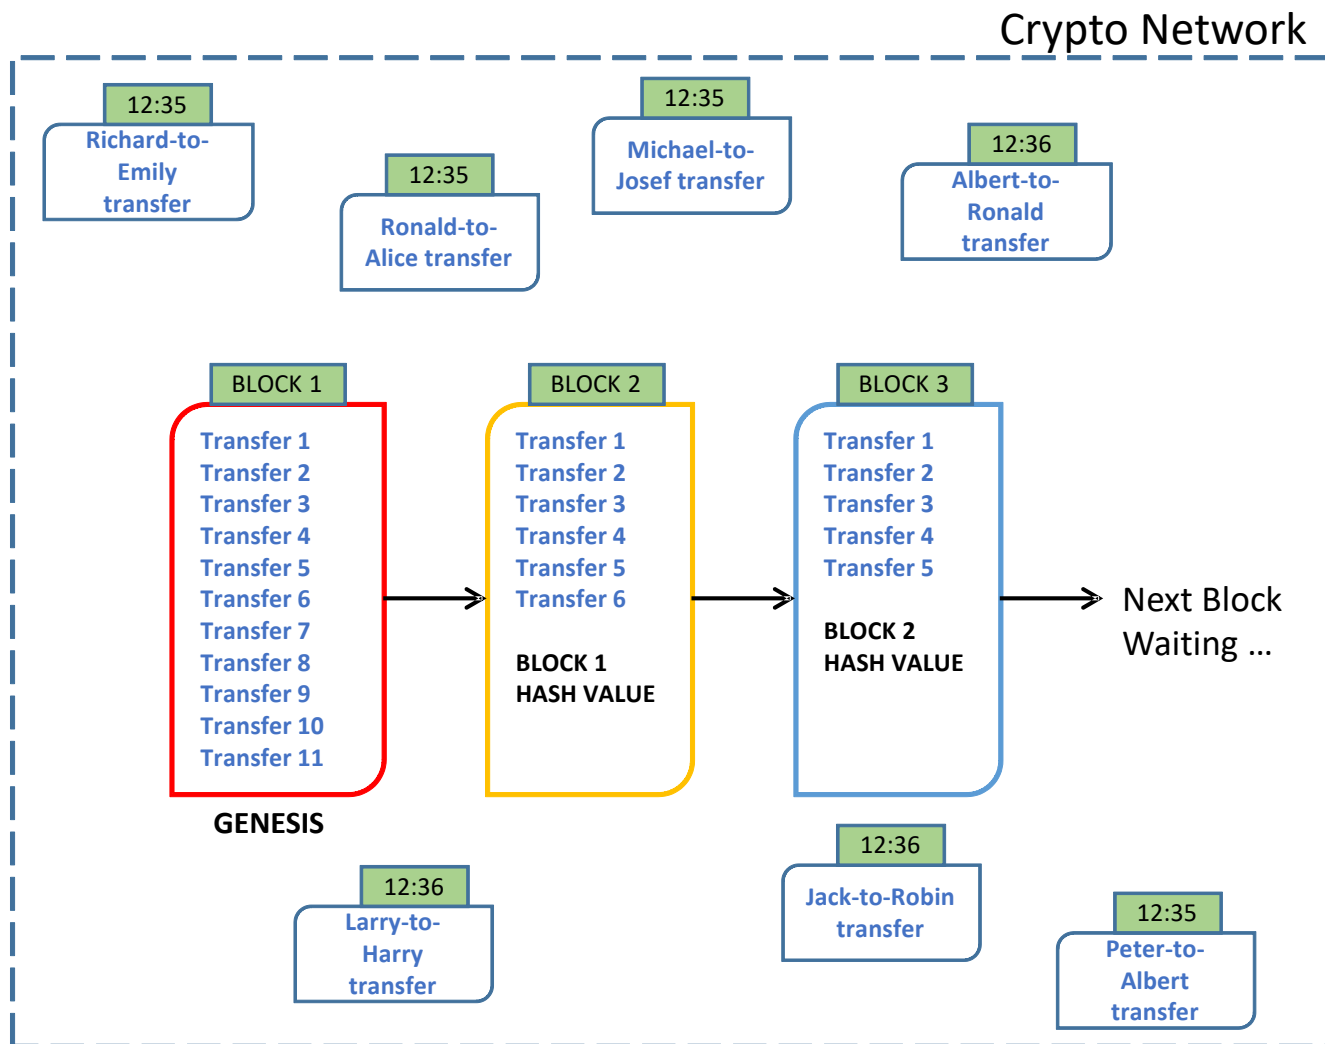 Crypto Network
12:35
Richard-to-
Emily
transfer
12:35
Ronald-to-
Alice transfer
12:35
Michael-to-
Josef transfer
12:36
Albert-to-
Ronald
transfer
BLOCK 1
Transfer 1
Transfer 2
Transfer 3
Transfer 4
Transfer 5
Transfer 6
Transfer 7
Transfer 8
Transfer 9
Transfer 10
Transfer 11
GENESIS
BLOCK 2
Transfer 1
Transfer 2
Transfer 3
Transfer 4
Transfer 5
Transfer 6
BLOCK 1
HASH VALUE
BLOCK 3
Transfer 1
Transfer 2
Transfer 3
Transfer 4
Transfer 5
BLOCK 2
HASH VALUE
Next Block
Waiting ...
12:36
Larry-to-
Harry
transfer
12:36
Jack-to-Robin
transfer
12:35
Peter-to-
Albert
transfer